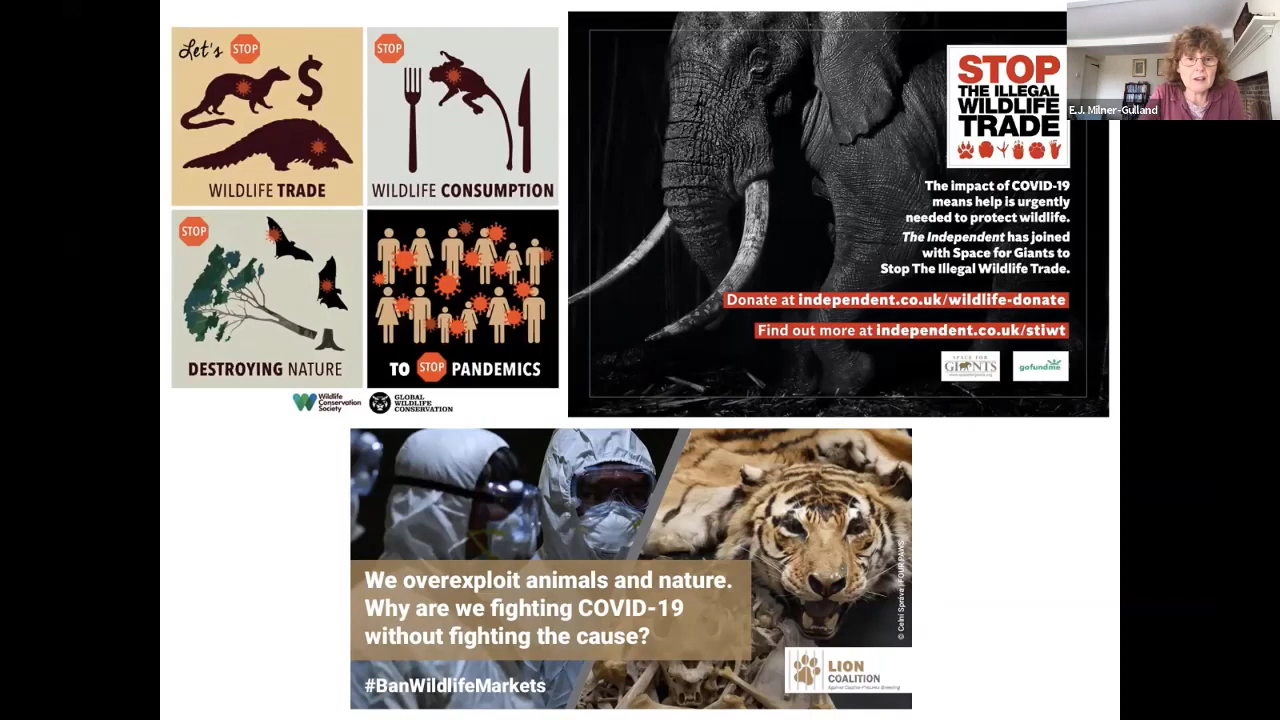 Let's STOP
$
WILDLIFE TRADE
STOP
WILDLIFE CONSUMPTION
STOP
DESTROYING NATURE
TO STOP PANDEMICS
Wildlife
Conservation
Society
GLOBAL
WILDLIFE
CONSERVATION
STOP
THE ILLEGAL
WILDLIFE
TRADE
The impact of COVID-19
means help is urgently
needed to protect wildlife.
The Independent has joined
with Space for Giants to
Stop The Illegal Wildlife Trade.
Donate at independent.co.uk/wildlife-donate
Find out more at independent.co.uk/stiwt
SPACE FOR
GIANTS
gofundme
E.J. Milner-Gulland
We overexploit animals and nature.
Why are we fighting COVID-19
without fighting the cause?
#BanWildlifeMarkets
© Celní Správa | FOUR PAWS
LION
COALITION